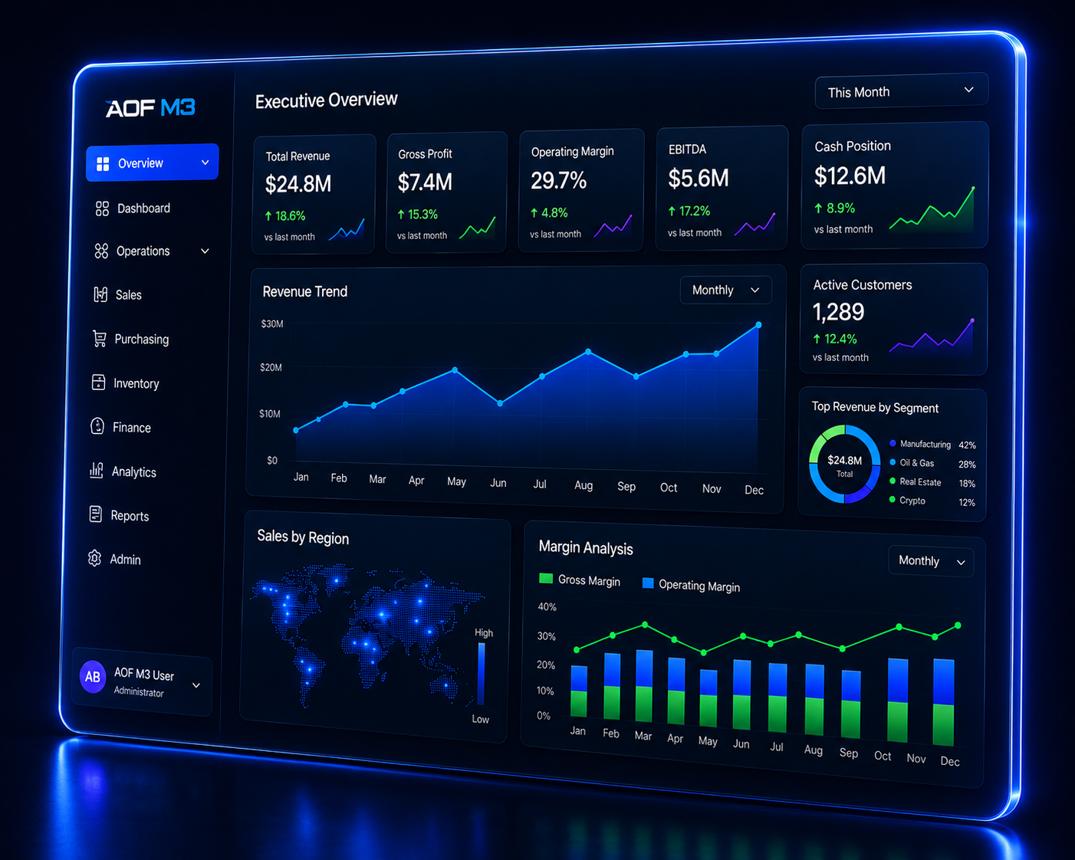 AOF M3
Overview
Dashboard
Operations
Sales
Purchasing
Inventory
Finance
Analytics
Reports
Admin
AB
AOF M3 User
Administrator
Executive Overview
This Month
Total Revenue
$24.8M
↑ 18.6%
vs last month
Gross Profit
$7.4M
↑ 15.3%
vs last month
Operating Margin
29.7%
↑ 4.8%
vs last month
EBITDA
$5.6M
↑ 17.2%
vs last month
Cash Position
$12.6M
↑ 8.9%
vs last month
Revenue Trend
Monthly
$30M
$20M
$10M
$0
Jan Feb Mar Apr May Jun Jul Aug Sep Oct Nov Dec
Active Customers
1,289
↑ 12.4%
vs last month
Top Revenue by Segment
$24.8M
Total
Manufacturing 42%
Oil & Gas 28%
Real Estate 18%
Crypto 12%
Sales by Region
High
Low
Margin Analysis
Monthly
Gross Margin Operating Margin
40%
30%
20%
10%
0%
Jan Feb Mar Apr May Jun Jul Aug Sep Oct Nov Dec